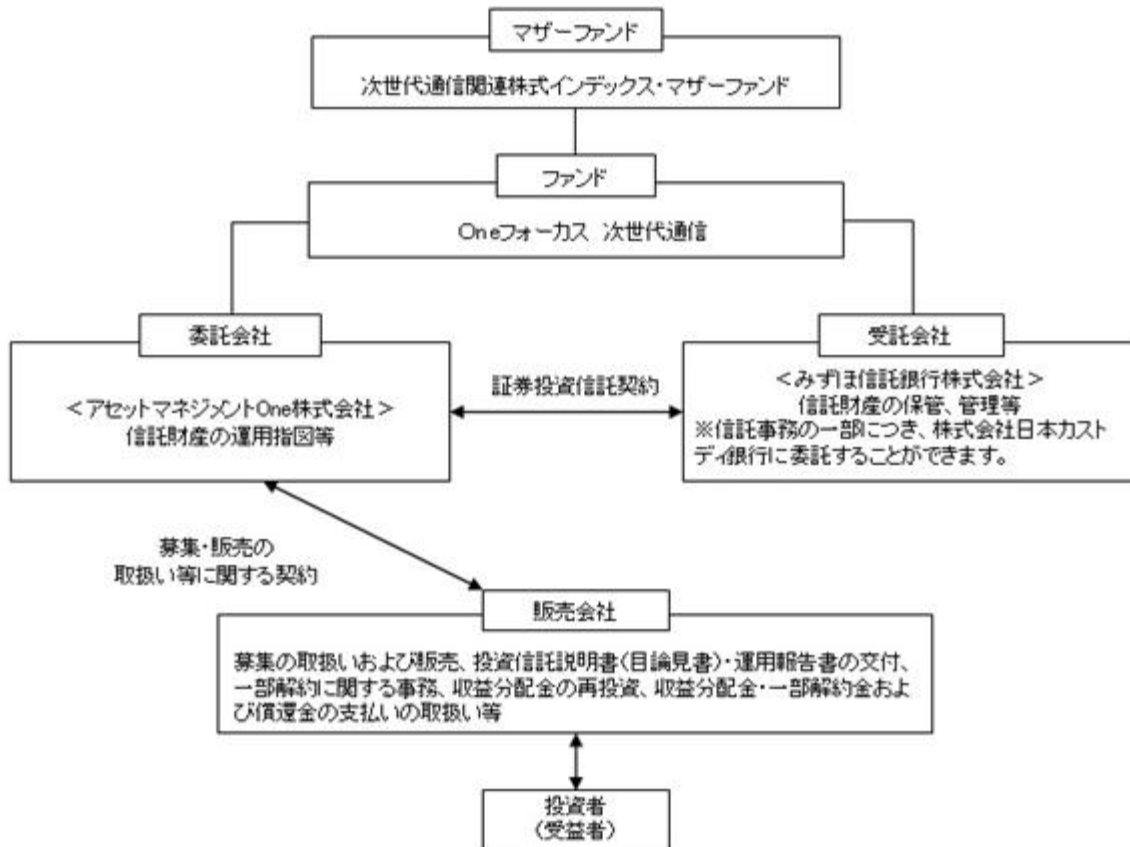 マザーファンド
次世代通信関連株式インデックス・マザーファンド
ファンド
Oneフォーカス 次世代通信
委託会社
＜アセットマネジメントOne株式会社＞
信託財産の運用指図等
証券投資信託契約
受託会社
＜みずほ信託銀行株式会社＞
信託財産の保管、管理等
※信託事務の一部につき、株式会社日本カスト
ディ銀行に委託することができます。
募集・販売の
取扱い等に関する契約
販売会社
募集の取扱いおよび販売、投資信託説明書（目論見書）・運用報告書の交付、
一部解約に関する事務、収益分配金の再投資、収益分配金・一部解約金およ
び償還金の支払いの取扱い等
投資者
（受益者）